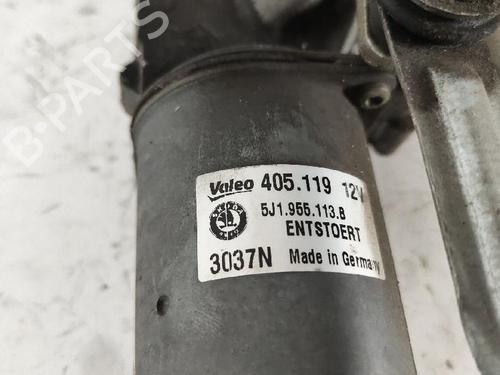 B-PARTS
Valeo 405.119 12V
5J1.955.113.B
ENTSTOERT
3037N Made in Germany